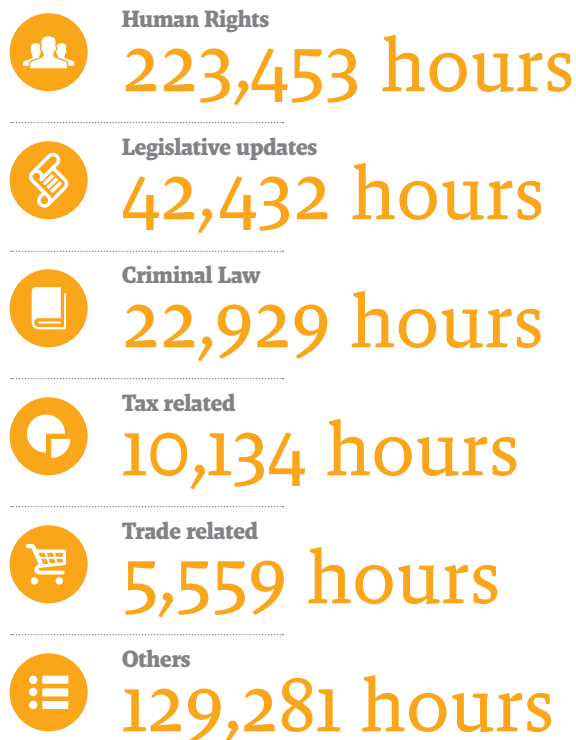 Human Rights
223,453 hours
Legislative updates
42,432 hours
Criminal Law
22,929 hours
Tax related
10,134 hours
Trade related
5,559 hours
Others
129,281 hours